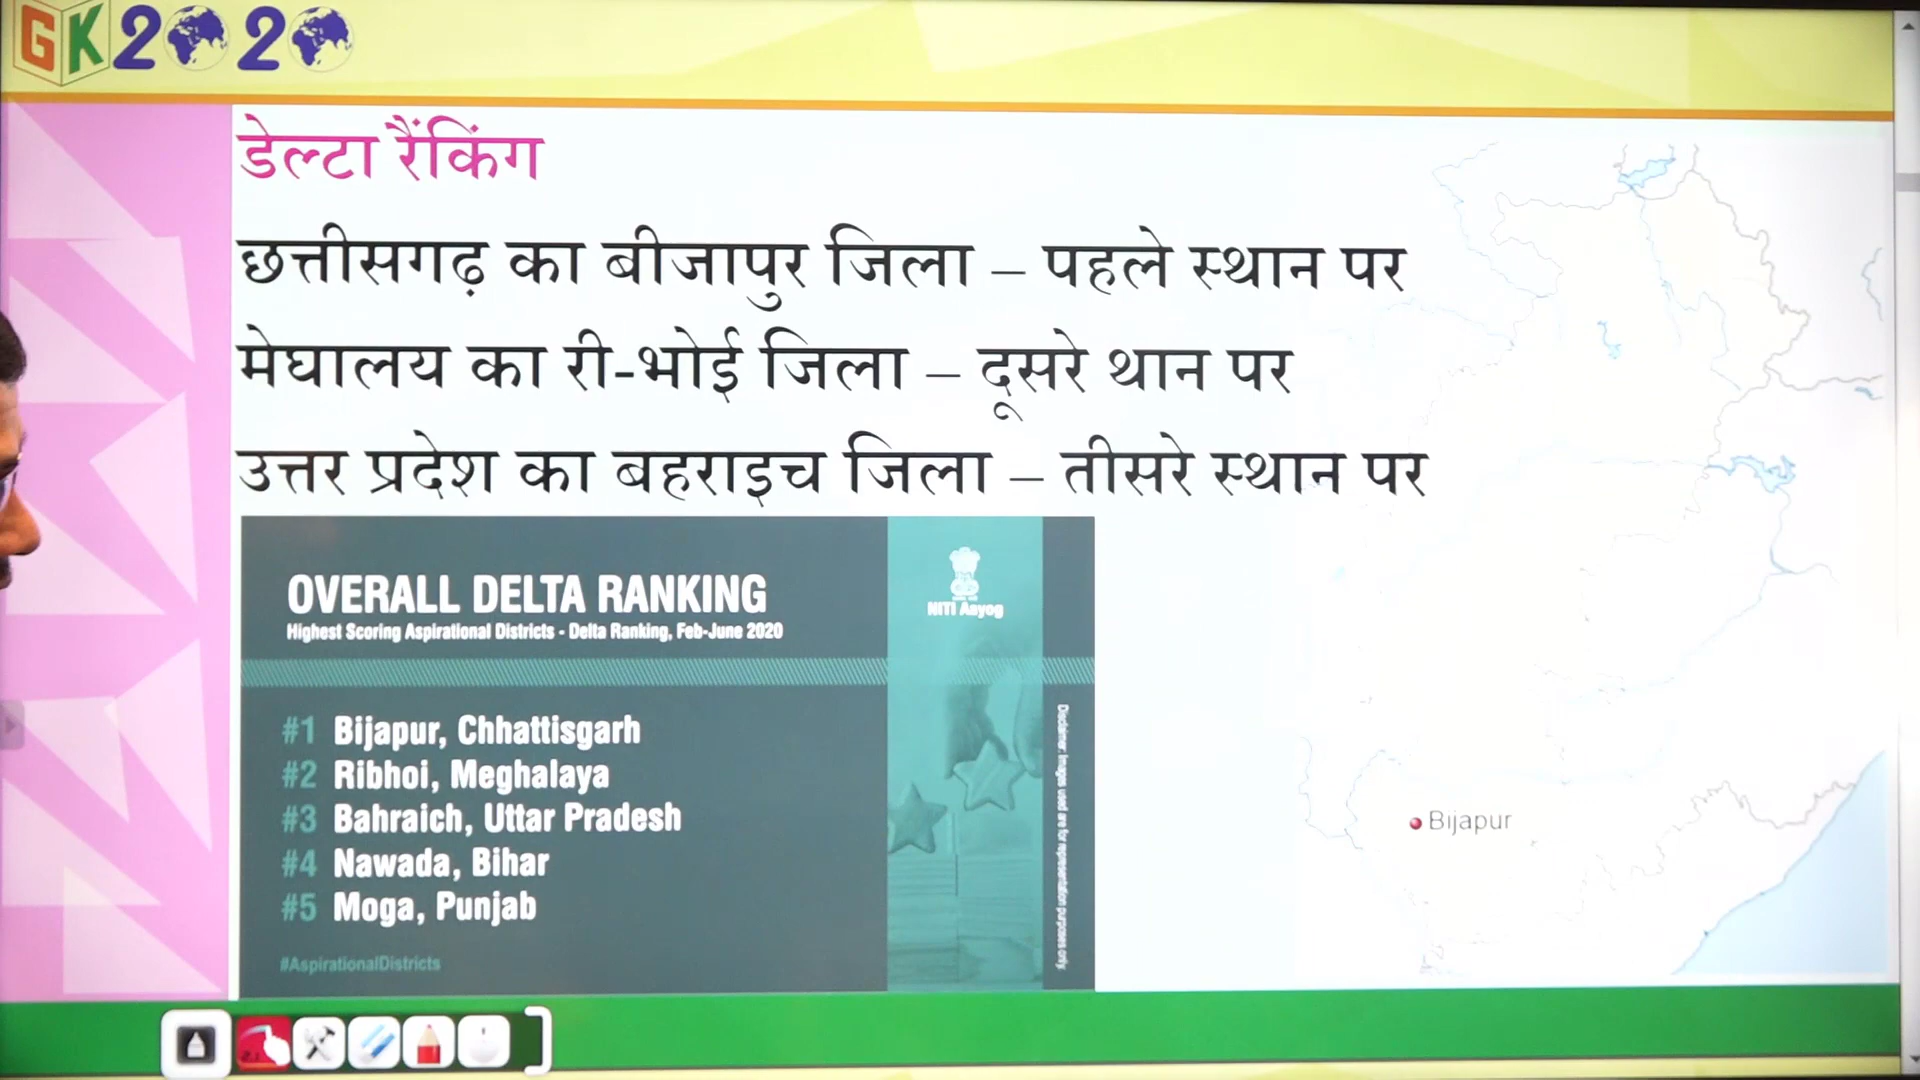 GK2020
डेल्टा रैंकिंग
छत्तीसगढ़ का बीजापुर जिला – पहले स्थान पर
मेघालय का री-भोई जिला – दूसरे थान पर
उत्तर प्रदेश का बहराइच जिला – तीसरे स्थान पर
OVERALL DELTA RANKING
Highest Scoring Aspirational Districts - Delta Ranking, Feb-June 2020
NITI Aayog
#1 Bijapur, Chhattisgarh
#2 Ribhoi, Meghalaya
#3 Bahraich, Uttar Pradesh
#4 Nawada, Bihar
#5 Moga, Punjab
#AspirationalDistricts
Disclaimer: Images used are for representation purposes only.
Bijapur